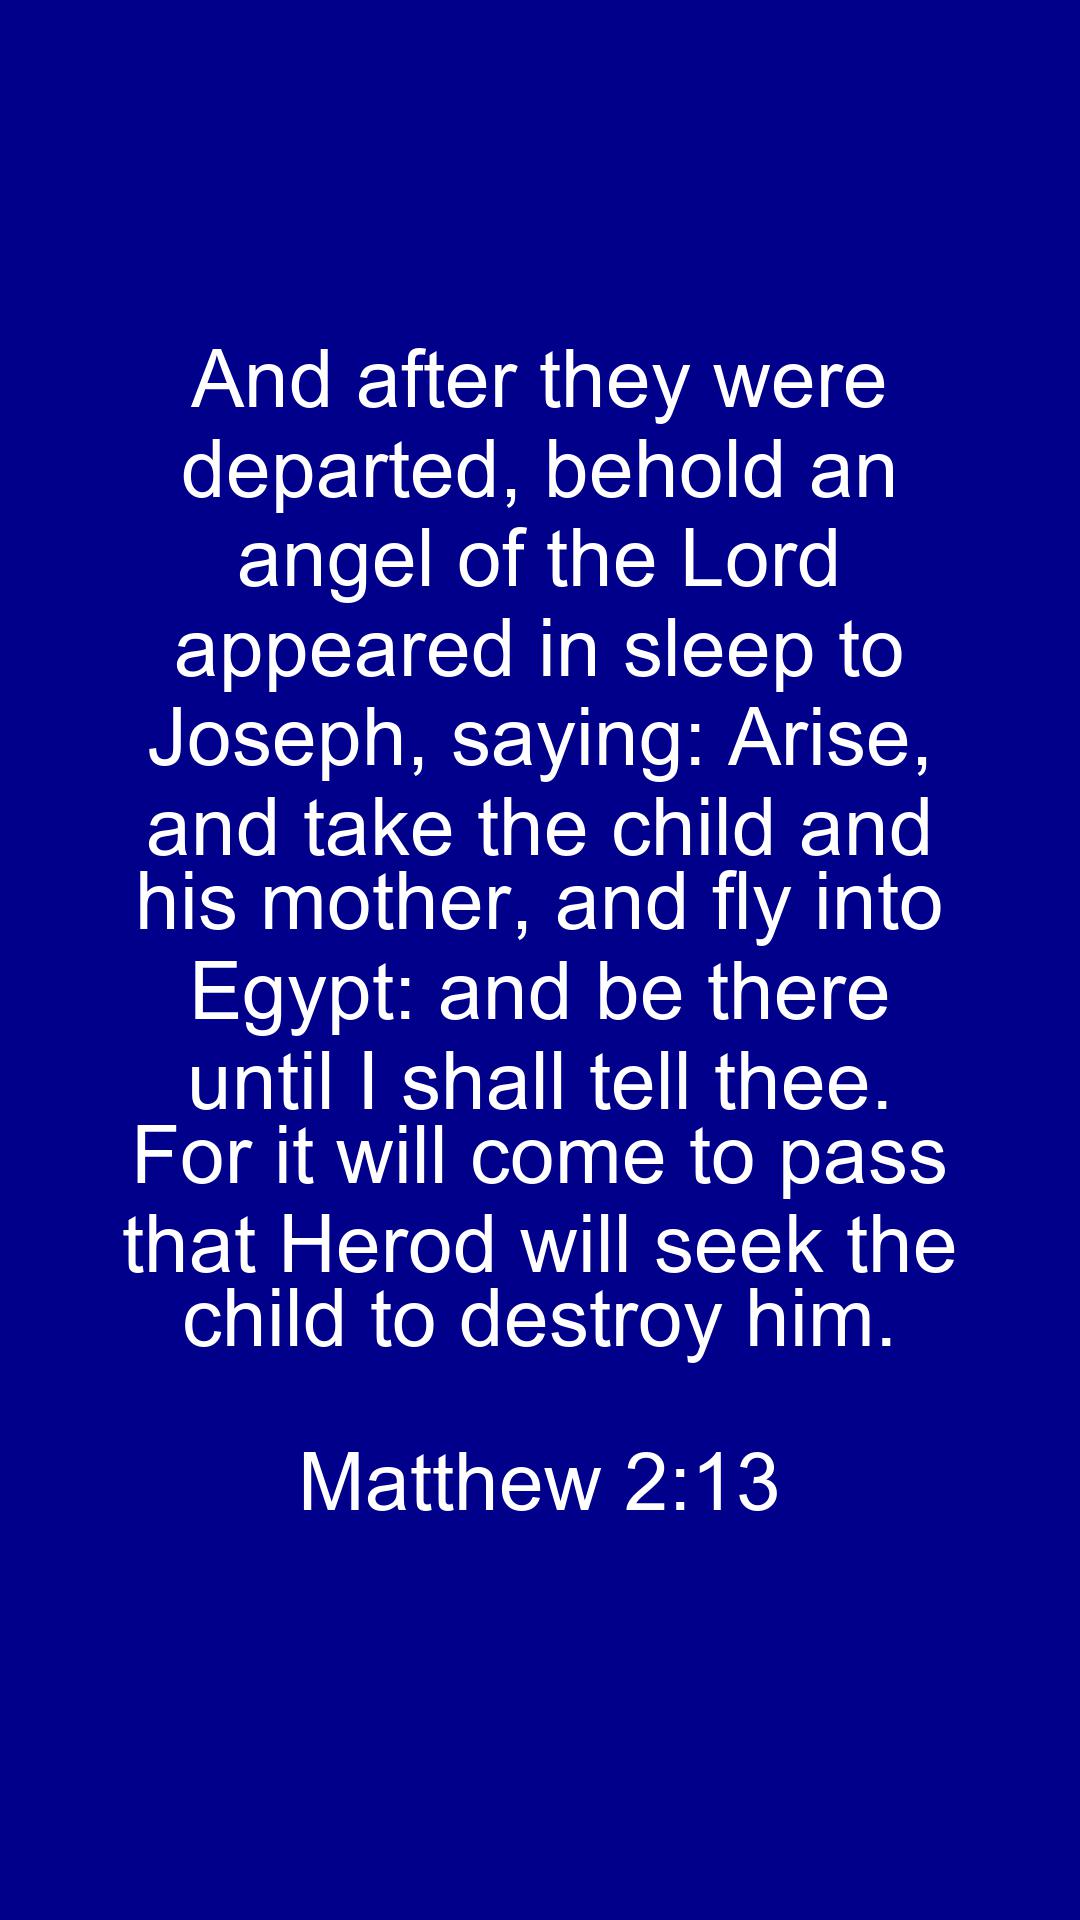 And after they were
departed, behold an
angel of the Lord
appeared in sleep to
Joseph, saying: Arise,
and take the child and
his mother, and fly into
Egypt: and be there
until I shall tell thee.
For it will come to pass
that Herod will seek the
child to destroy him.
Matthew 2:13